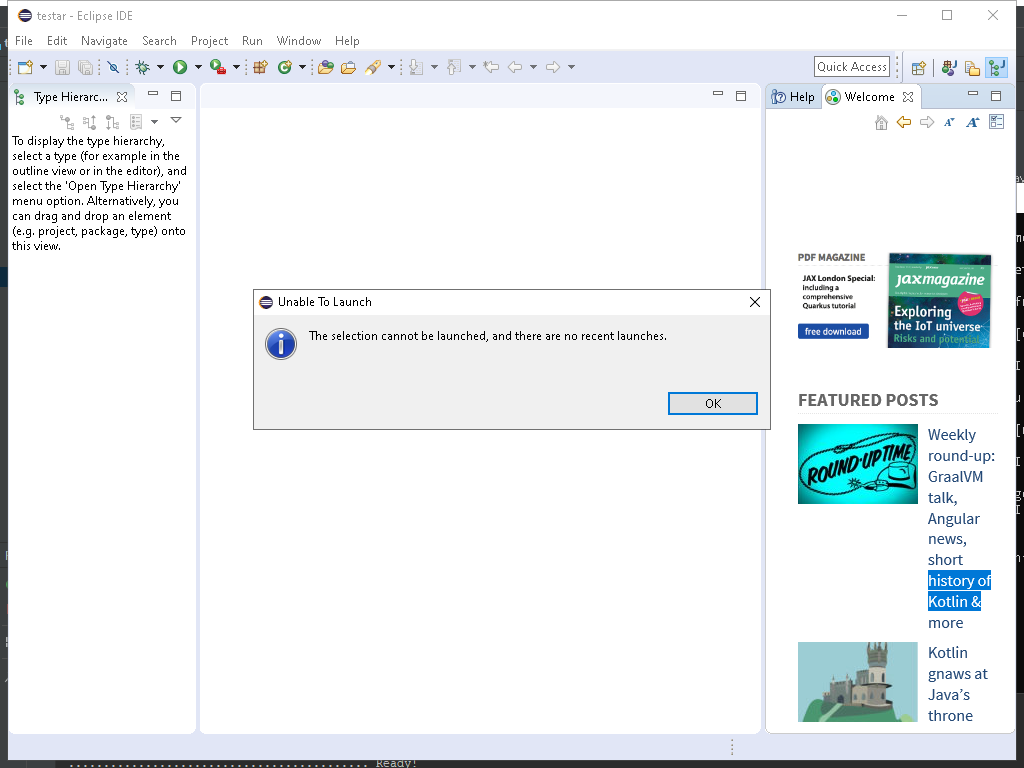 testar - Eclipse IDE
File Edit Navigate Search Project Run Window Help
Quick Access
Type Hierarc...
Help
Welcome
To display the type hierarchy,
select a type (for example in the
outline view or in the editor), and
select the 'Open Type Hierarchy'
menu option. Alternatively, you
can drag and drop an element
(e.g. project, package, type) onto
this view.
Unable To Launch
The selection cannot be launched, and there are no recent launches.
OK
PDF MAGAZINE
JAX London Special:
including a
comprehensive
Quarkus tutorial
free download
jaxmagazine
Exploring
the IoT universe
Risks and potential
FEATURED POSTS
ROUND-UP TIME
Weekly
round-up:
GraalVM
talk,
Angular
news,
short
history of
Kotlin &
more
Kotlin
gnaws at
Java’s
throne
Ready!